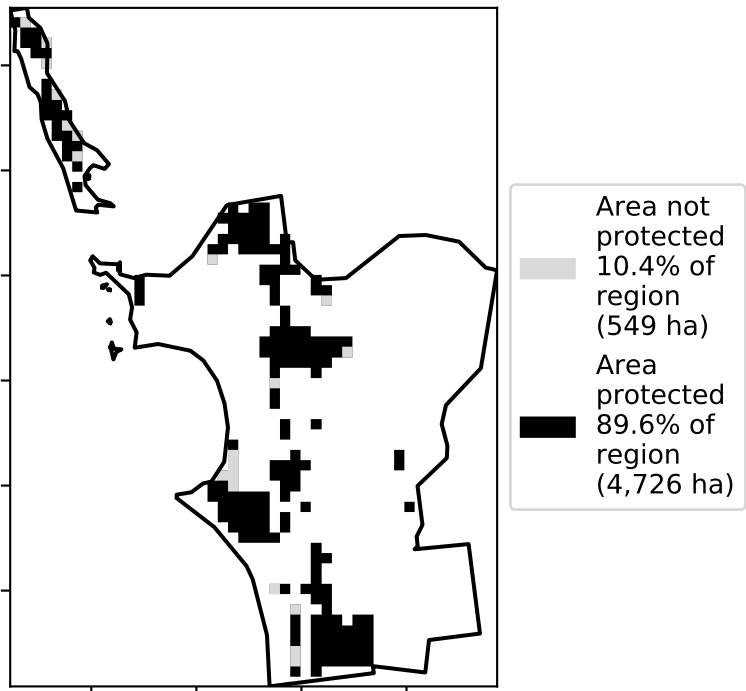 Area not
protected
10.4% of
region
(549 ha)
Area
protected
89.6% of
region
(4,726 ha)